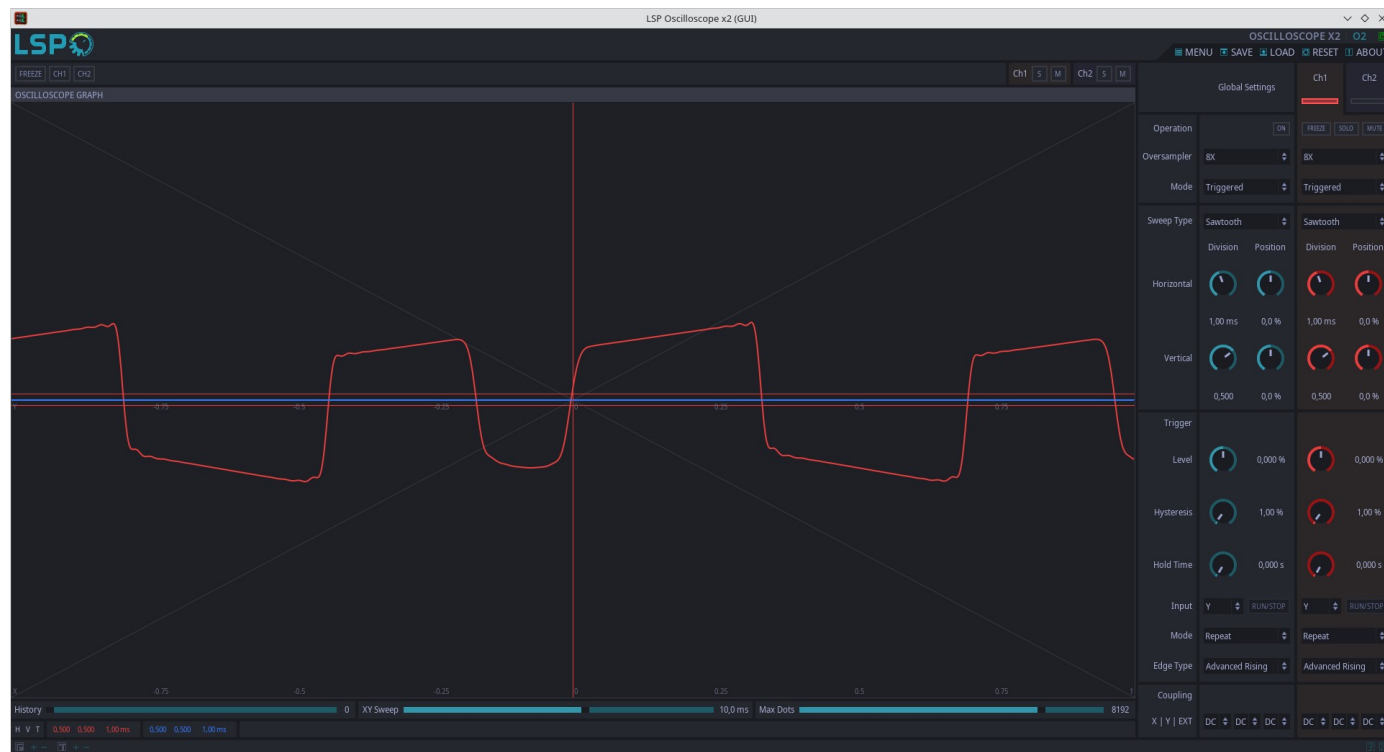 LSP Oscilloscope x2 (GUI)
LSP
OSCILLOSCOPE X2 O2
MENU SAVE LOAD RESET ABOUT
FREEZE CH1 CH2
Ch1 S M Ch2 S M
Global Settings Ch1 Ch2
OSCILLOSCOPE GRAPH
Operation ON FREEZE SOLO MUTE
Oversampler 8X 8X
Mode Triggered Triggered
Sweep Type Sawtooth Sawtooth
Division Position Division Position
Horizontal
1,00 ms 0,0 % 1,00 ms 0,0 %
Vertical
0,500 0,0 % 0,500 0,0 %
Y -0.75 -0.5 -0.25 0 0.25 0.5 0.75
Trigger
Level 0,000 % 0,000 %
Hysteresis 1,00 % 1,00 %
Hold Time 0,000 s 0,000 s
Input Y RUN/STOP Y RUN/STOP
Mode Repeat Repeat
Edge Type Advanced Rising Advanced Rising
Coupling
X | Y | EXT DC DC DC DC DC DC
X -0.75 -0.5 -0.25 0 0.25 0.5 0.75 1
History 0 XY Sweep 10,0 ms Max Dots 8192
H V T 0,500 0,500 1,00 ms 0,500 0,500 1,00 ms